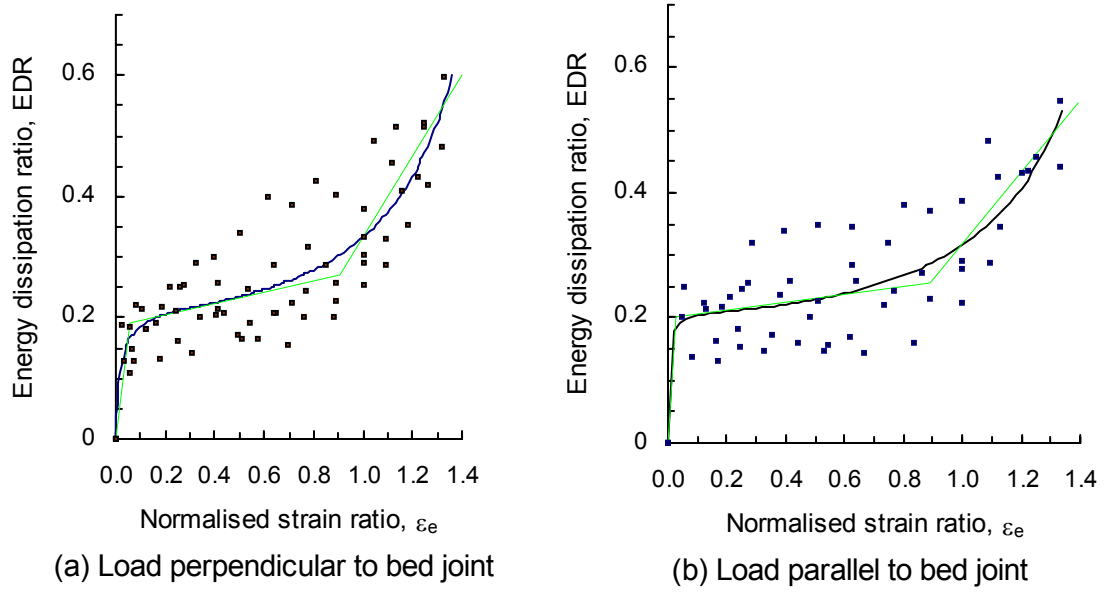 Energy dissipation ratio, EDR
0.6
0.4
0.2
0
0.0 0.2 0.4 0.6 0.8 1.0 1.2 1.4
Normalised strain ratio, εe
(a) Load perpendicular to bed joint
Energy dissipation ratio, EDR
0.6
0.4
0.2
0
0.0 0.2 0.4 0.6 0.8 1.0 1.2 1.4
Normalised strain ratio, εe
(b) Load parallel to bed joint